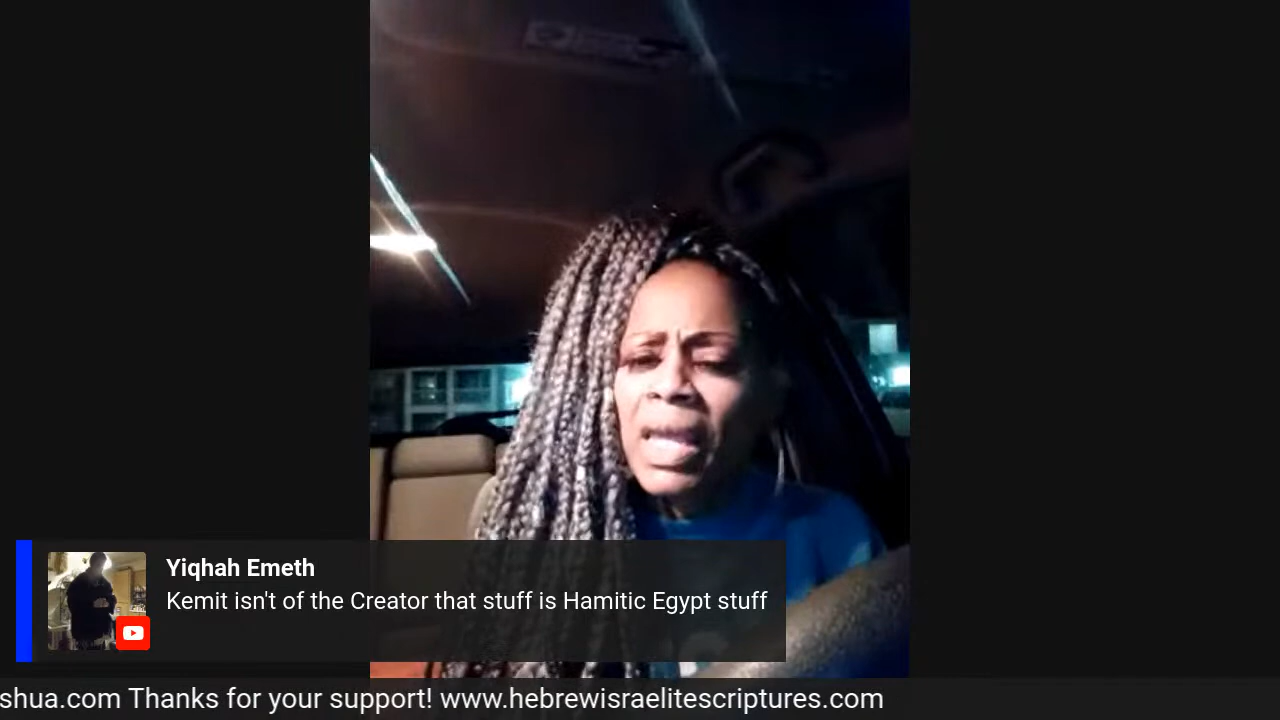 Yiqhah Emeth
Kemit isn't of the Creator that stuff is Hamitic Egypt stuff
shua.com Thanks for your support! www.hebrewisraelitescriptures.com